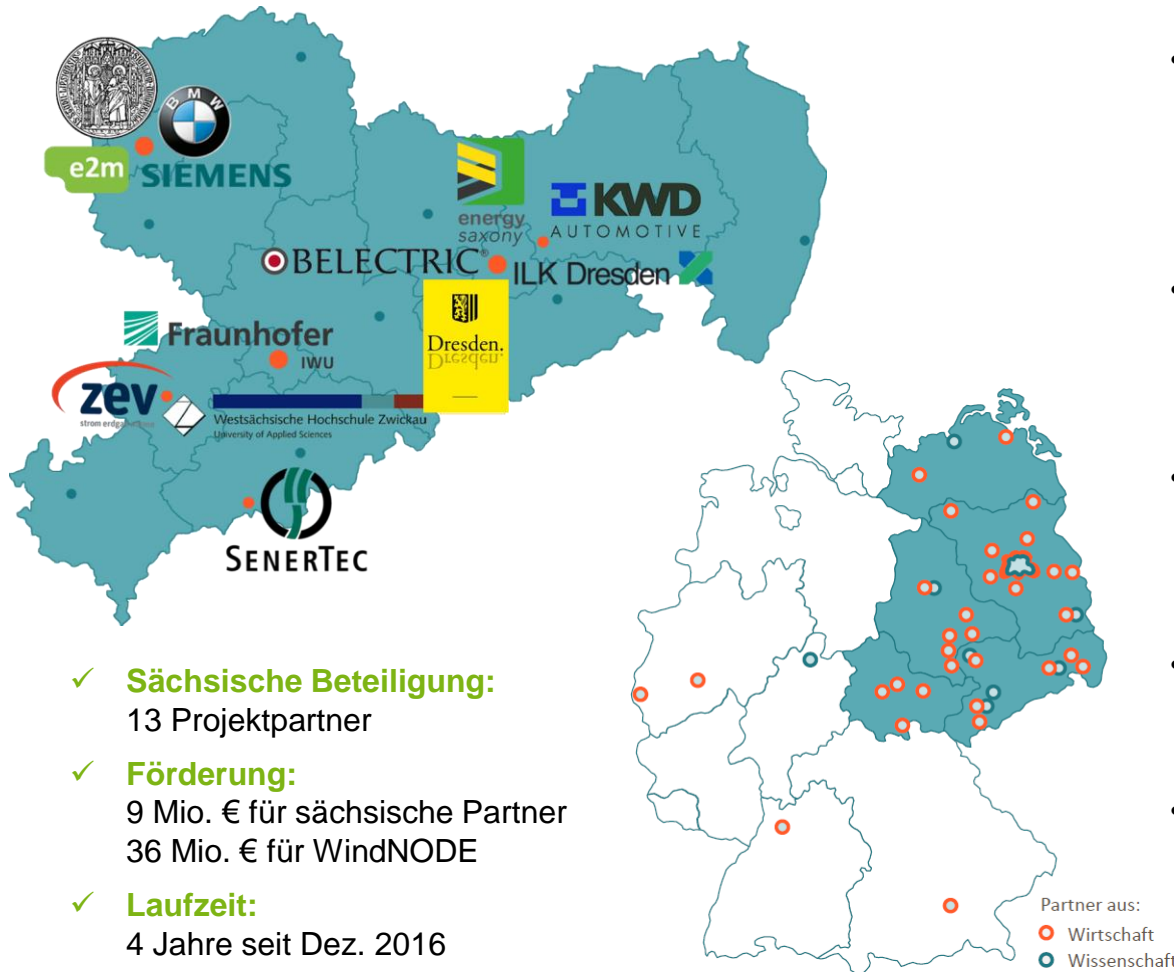 BMW
e2m
SIEMENS
energy
saxony
KWD
AUTOMOTIVE
BELECTRIC®
ILK Dresden
Dresden.
Dresden.
Fraunhofer
IWU
zev
Westsächsische Hochschule Zwickau
University of Applied Sciences
SENERTEC
✓ Sächsische Beteiligung:
13 Projektpartner
✓ Förderung:
9 Mio. € für sächsische Partner
36 Mio. € für WindNODE
✓ Laufzeit:
4 Jahre seit Dez. 2016
Partner aus:
Wirtschaft
Wissenschaft